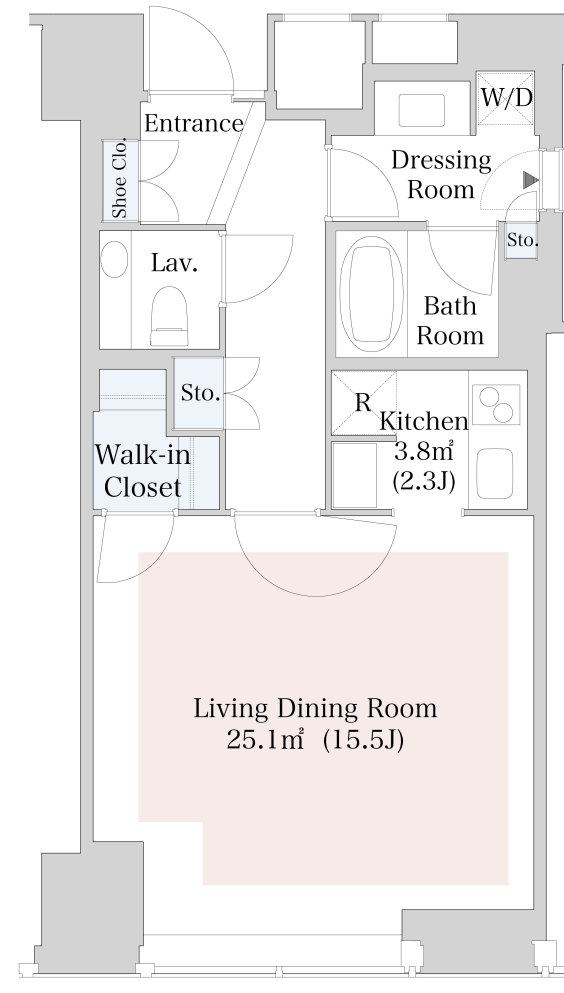 Entrance
Shoe Clo.
W/D
Dressing
Room
Sto.
Lav.
Bath
Room
Sto.
R
Kitchen
3.8㎡
(2.3J)
Walk-in
Closet
Living Dining Room
25.1㎡ (15.5J)